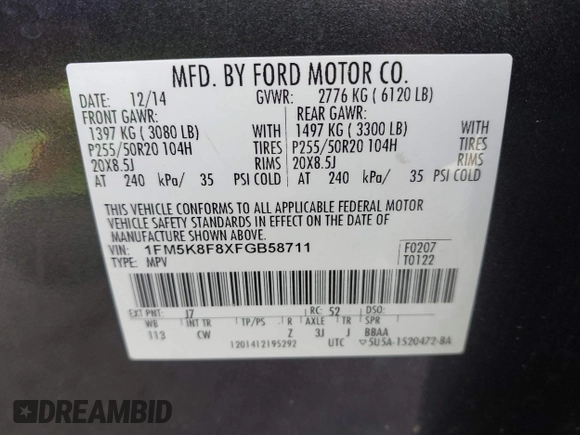 MFD. BY FORD MOTOR CO.
DATE: 12/14 GVWR: 2776 KG ( 6120 LB)
FRONT GAWR: REAR GAWR:
1397 KG ( 3080 LB) WITH 1497 KG ( 3300 LB) WITH
P255/50R20 104H TIRES P255/50R20 104H TIRES
20X8.5J RIMS 20X8.5J RIMS
AT 240 kPa/ 35 PSI COLD AT 240 kPa/ 35 PSI COLD
THIS VEHICLE CONFORMS TO ALL APPLICABLE FEDERAL MOTOR
VEHICLE SAFETY STANDARDS IN EFFECT ON THE DATE OF
MANUFACTURE SHOWN ABOVE.
VIN: 1FM5K8F8XFGB58711 F0207
TYPE: MPV T0122
EXT PNT: J7 RC: 52 DSO:
WB INT TR TP/PS R AXLE TR SPR
113 CW Z 3J J BBAA
1201412195292 UTC ▽5U5A-1520472-BA
DREAMBID